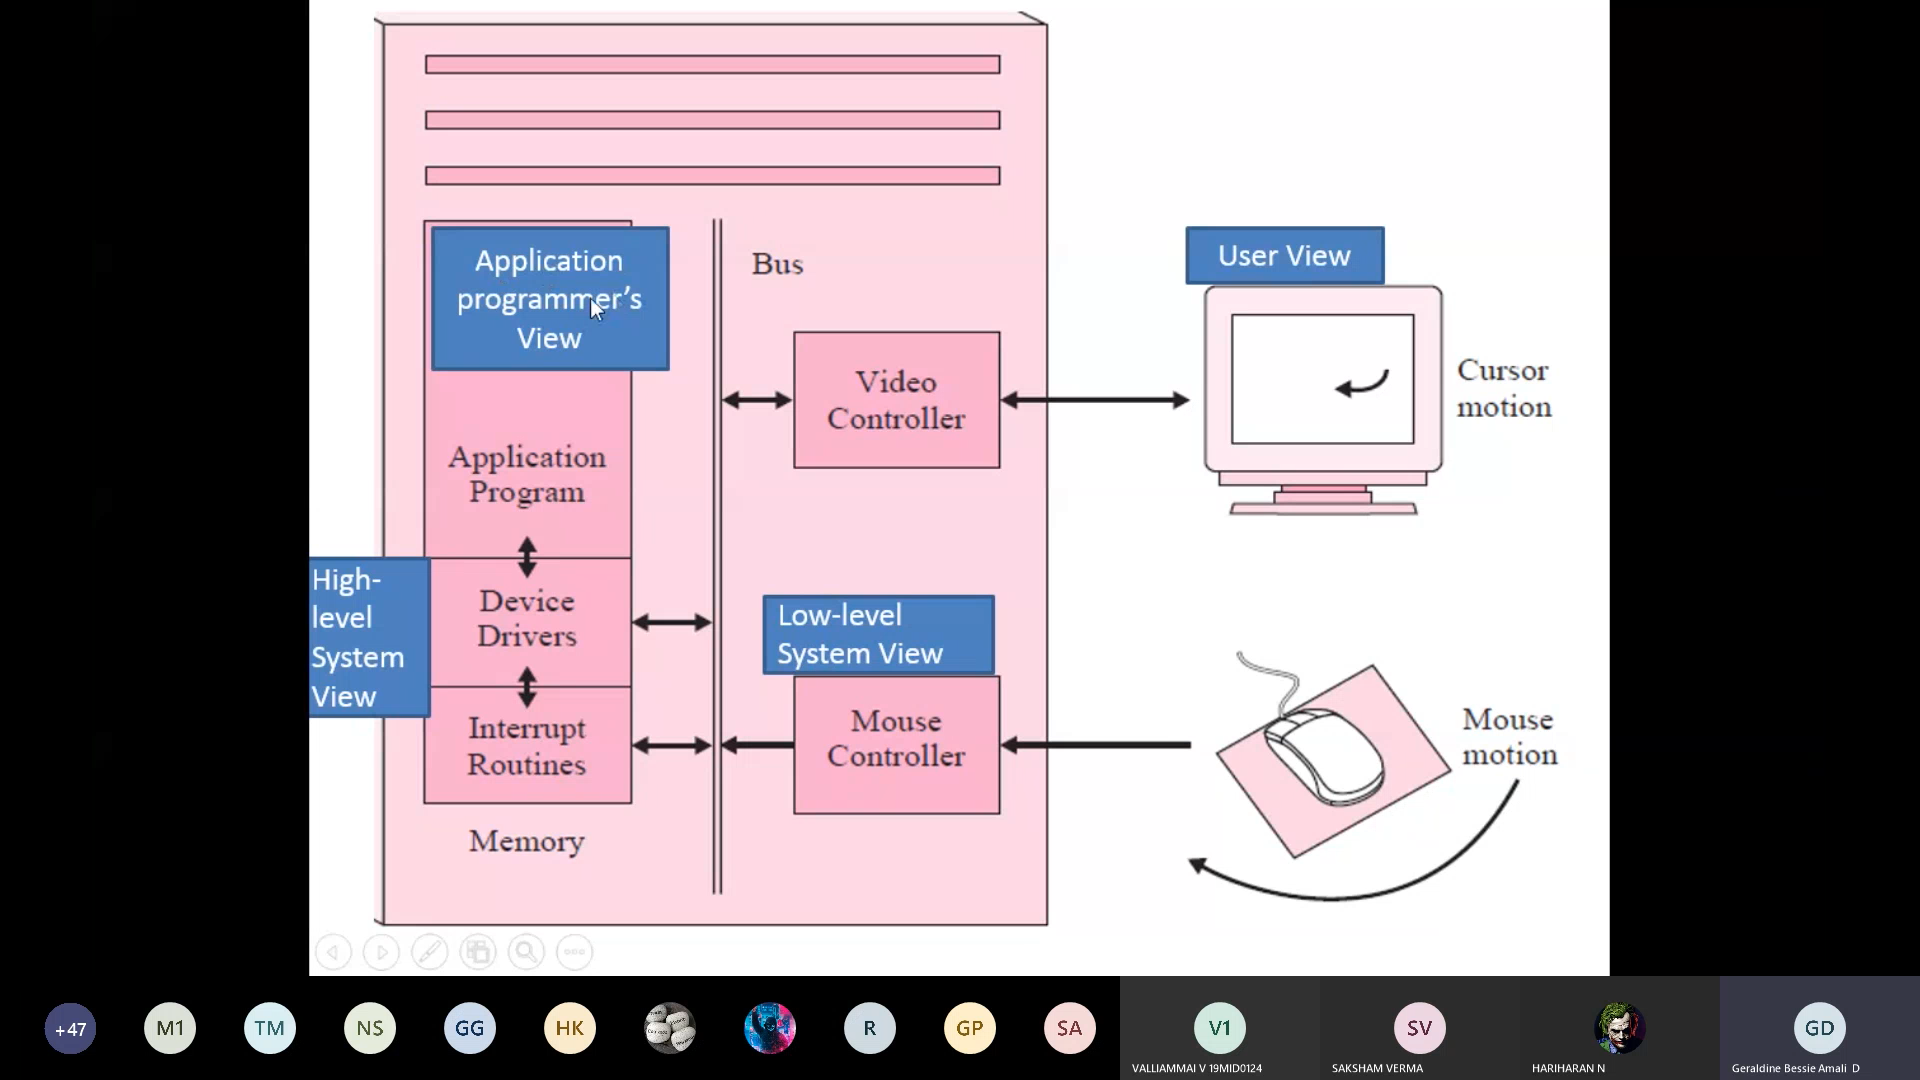 Application
programmer’s
View
Bus
User View
Video
Controller
Cursor
motion
Application
Program
High-
level
System
View
Device
Drivers
Low-level
System View
Interrupt
Routines
Mouse
Controller
Mouse
motion
Memory
+47
M1
TM
NS
GG
HK
R
GP
SA
V1
SV
GD
VALLIAMMAI V 19MID0124
SAKSHAM VERMA
HARIHARAN N
Geraldine Bessie Amali D